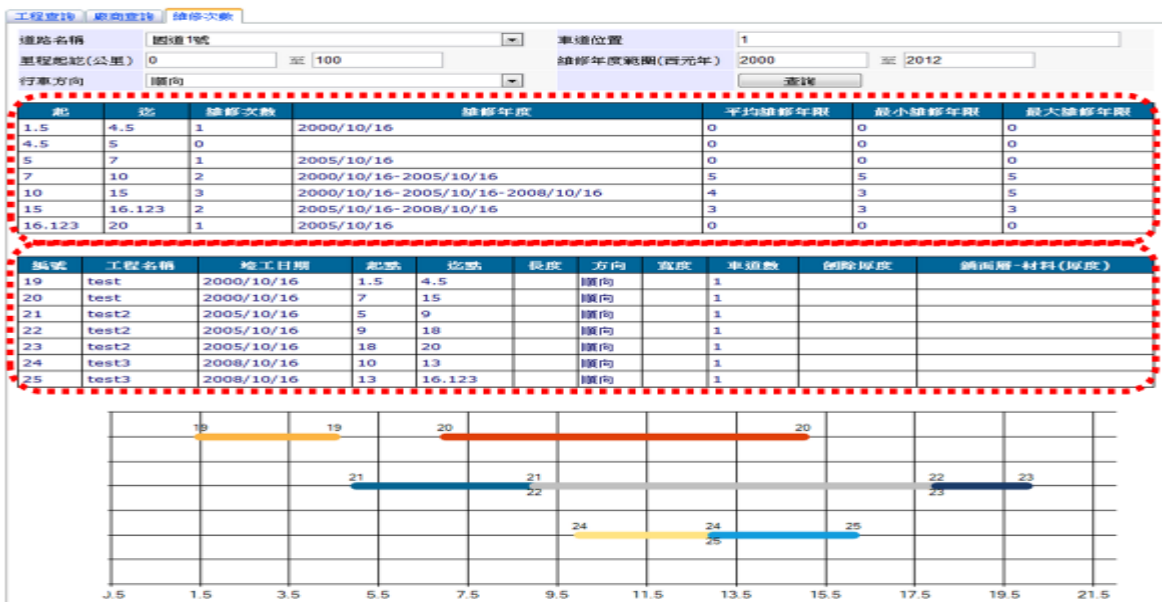 工程查詢 廠商查詢 維修次數
道路名稱 國道1號 車道位置 1
里程起訖(公里) 0 至 100 維修年度範圍(西元年) 2000 至 2012
行車方向 順向 查詢
起 迄 維修次數 維修年度 平均維修年限 最小維修年限 最大維修年限
1.5 4.5 1 2000/10/16 0 0 0
4.5 5 0 0 0 0
5 7 1 2005/10/16 0 0 0
7 10 2 2000/10/16-2005/10/16 5 5 5
10 15 3 2000/10/16-2005/10/16-2008/10/16 4 3 5
15 16.123 2 2005/10/16-2008/10/16 3 3 3
16.123 20 1 2005/10/16 0 0 0
編號 工程名稱 竣工日期 起點 迄點 長度 方向 寬度 車道數 刨除厚度 鋪面層-材料(厚度)
19 test 2000/10/16 1.5 4.5 順向 1
20 test 2000/10/16 7 15 順向 1
21 test2 2005/10/16 5 9 順向 1
22 test2 2005/10/16 9 18 順向 1
23 test2 2005/10/16 18 20 順向 1
24 test3 2008/10/16 10 13 順向 1
25 test3 2008/10/16 13 16.123 順向 1
19 19 20 20
21 21 22 23
22 23
24 24 25
25
1.5 3.5 5.5 7.5 9.5 11.5 13.5 15.5 17.5 19.5 21.5